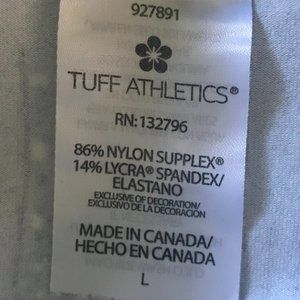 927891
TUFF ATHLETICS®
RN:132796
86% NYLON SUPPLEX®
14% LYCRA® SPANDEX/
ELASTANO
EXCLUSIVE OF DECORATION/
EXCLUSIVO DE LA DECORACIÓN
MADE IN CANADA/
HECHO EN CANADA
L